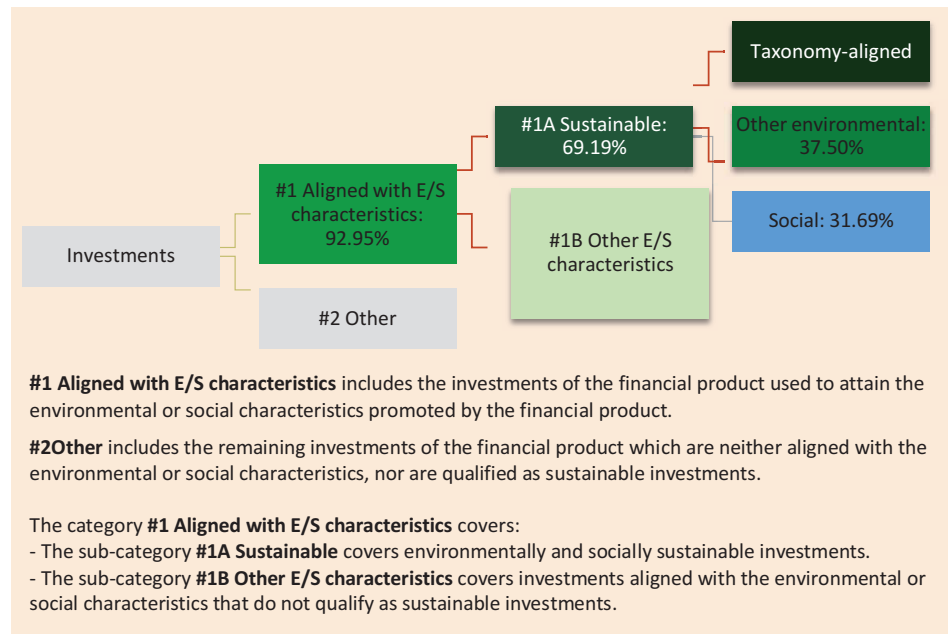 Taxonomy-aligned
#1A Sustainable:
69.19%
Other environmental:
37.50%
#1 Aligned with E/S
characteristics:
92.95%
Social: 31.69%
#1B Other E/S
characteristics
Investments
#2 Other
#1 Aligned with E/S characteristics includes the investments of the financial product used to attain the
environmental or social characteristics promoted by the financial product.
#2Other includes the remaining investments of the financial product which are neither aligned with the
environmental or social characteristics, nor are qualified as sustainable investments.
The category #1 Aligned with E/S characteristics covers:
- The sub-category #1A Sustainable covers environmentally and socially sustainable investments.
- The sub-category #1B Other E/S characteristics covers investments aligned with the environmental or
social characteristics that do not qualify as sustainable investments.